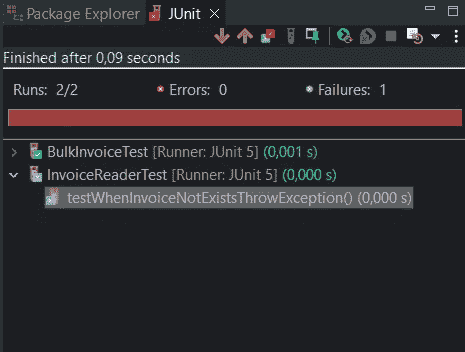 Package Explorer JUnit
Finished after 0,09 seconds
Runs: 2/2 Errors: 0 Failures: 1
BulkInvoiceTest [Runner: JUnit 5] (0,001 s)
InvoiceReaderTest [Runner: JUnit 5] (0,000 s)
testWhenInvoiceNotExistsThrowException() (0,000 s)